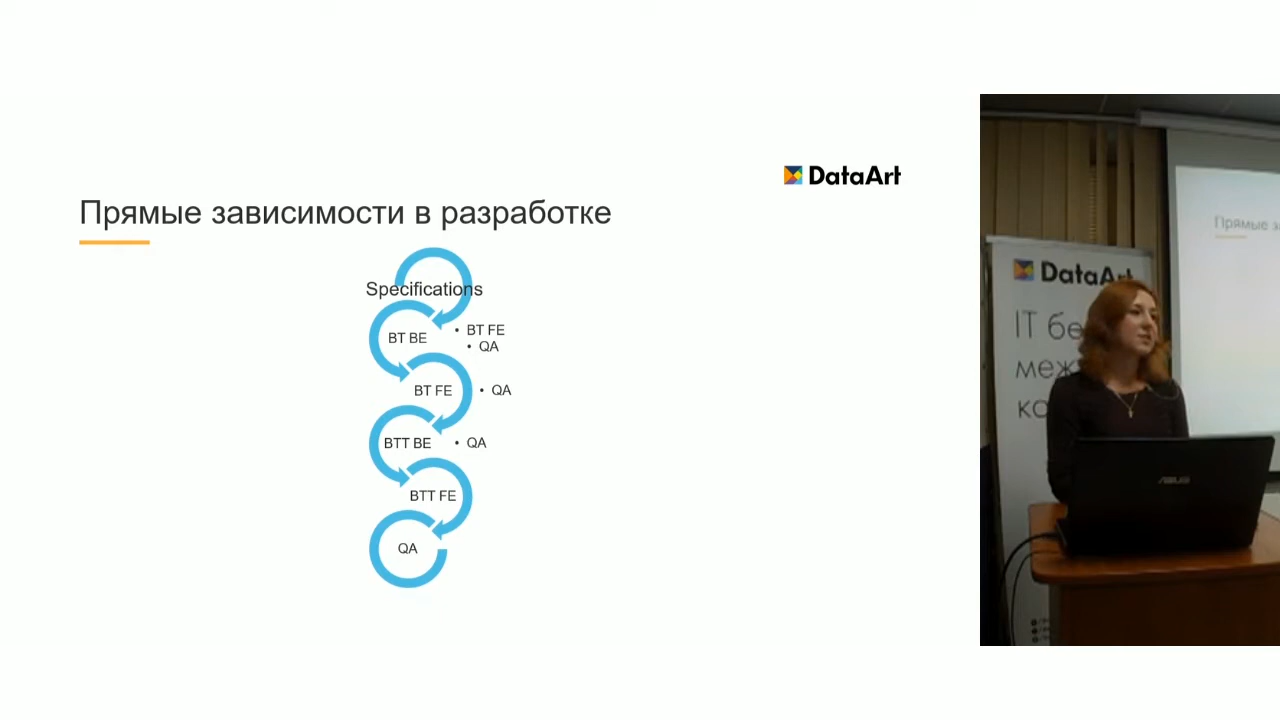 DataArt
Прямые зависимости в разработке
Specifications
BT BE
• BT FE
• QA
BT FE
• QA
BTT BE
• QA
BTT FE
QA
Прямые
DataArt
IT бе
меж
ко
ASUS